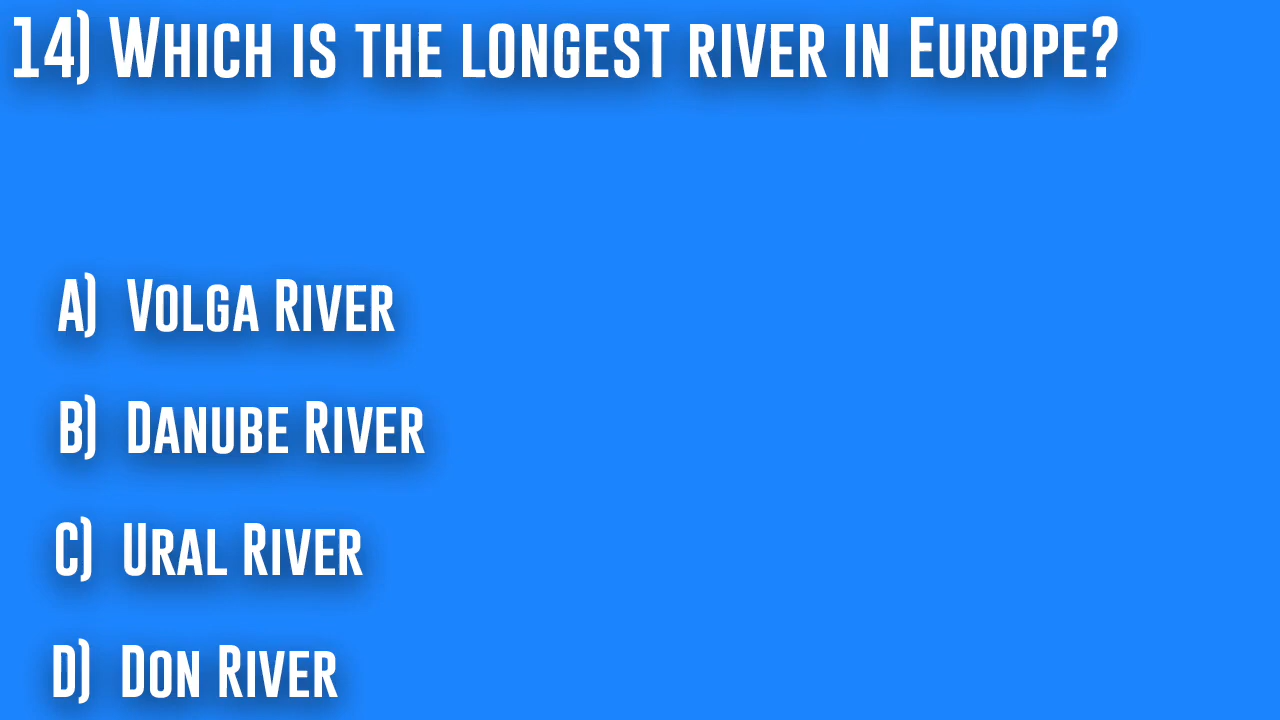 14) Which is the longest river in Europe?
A) Volga River
B) Danube River
C) Ural River
D) Don River